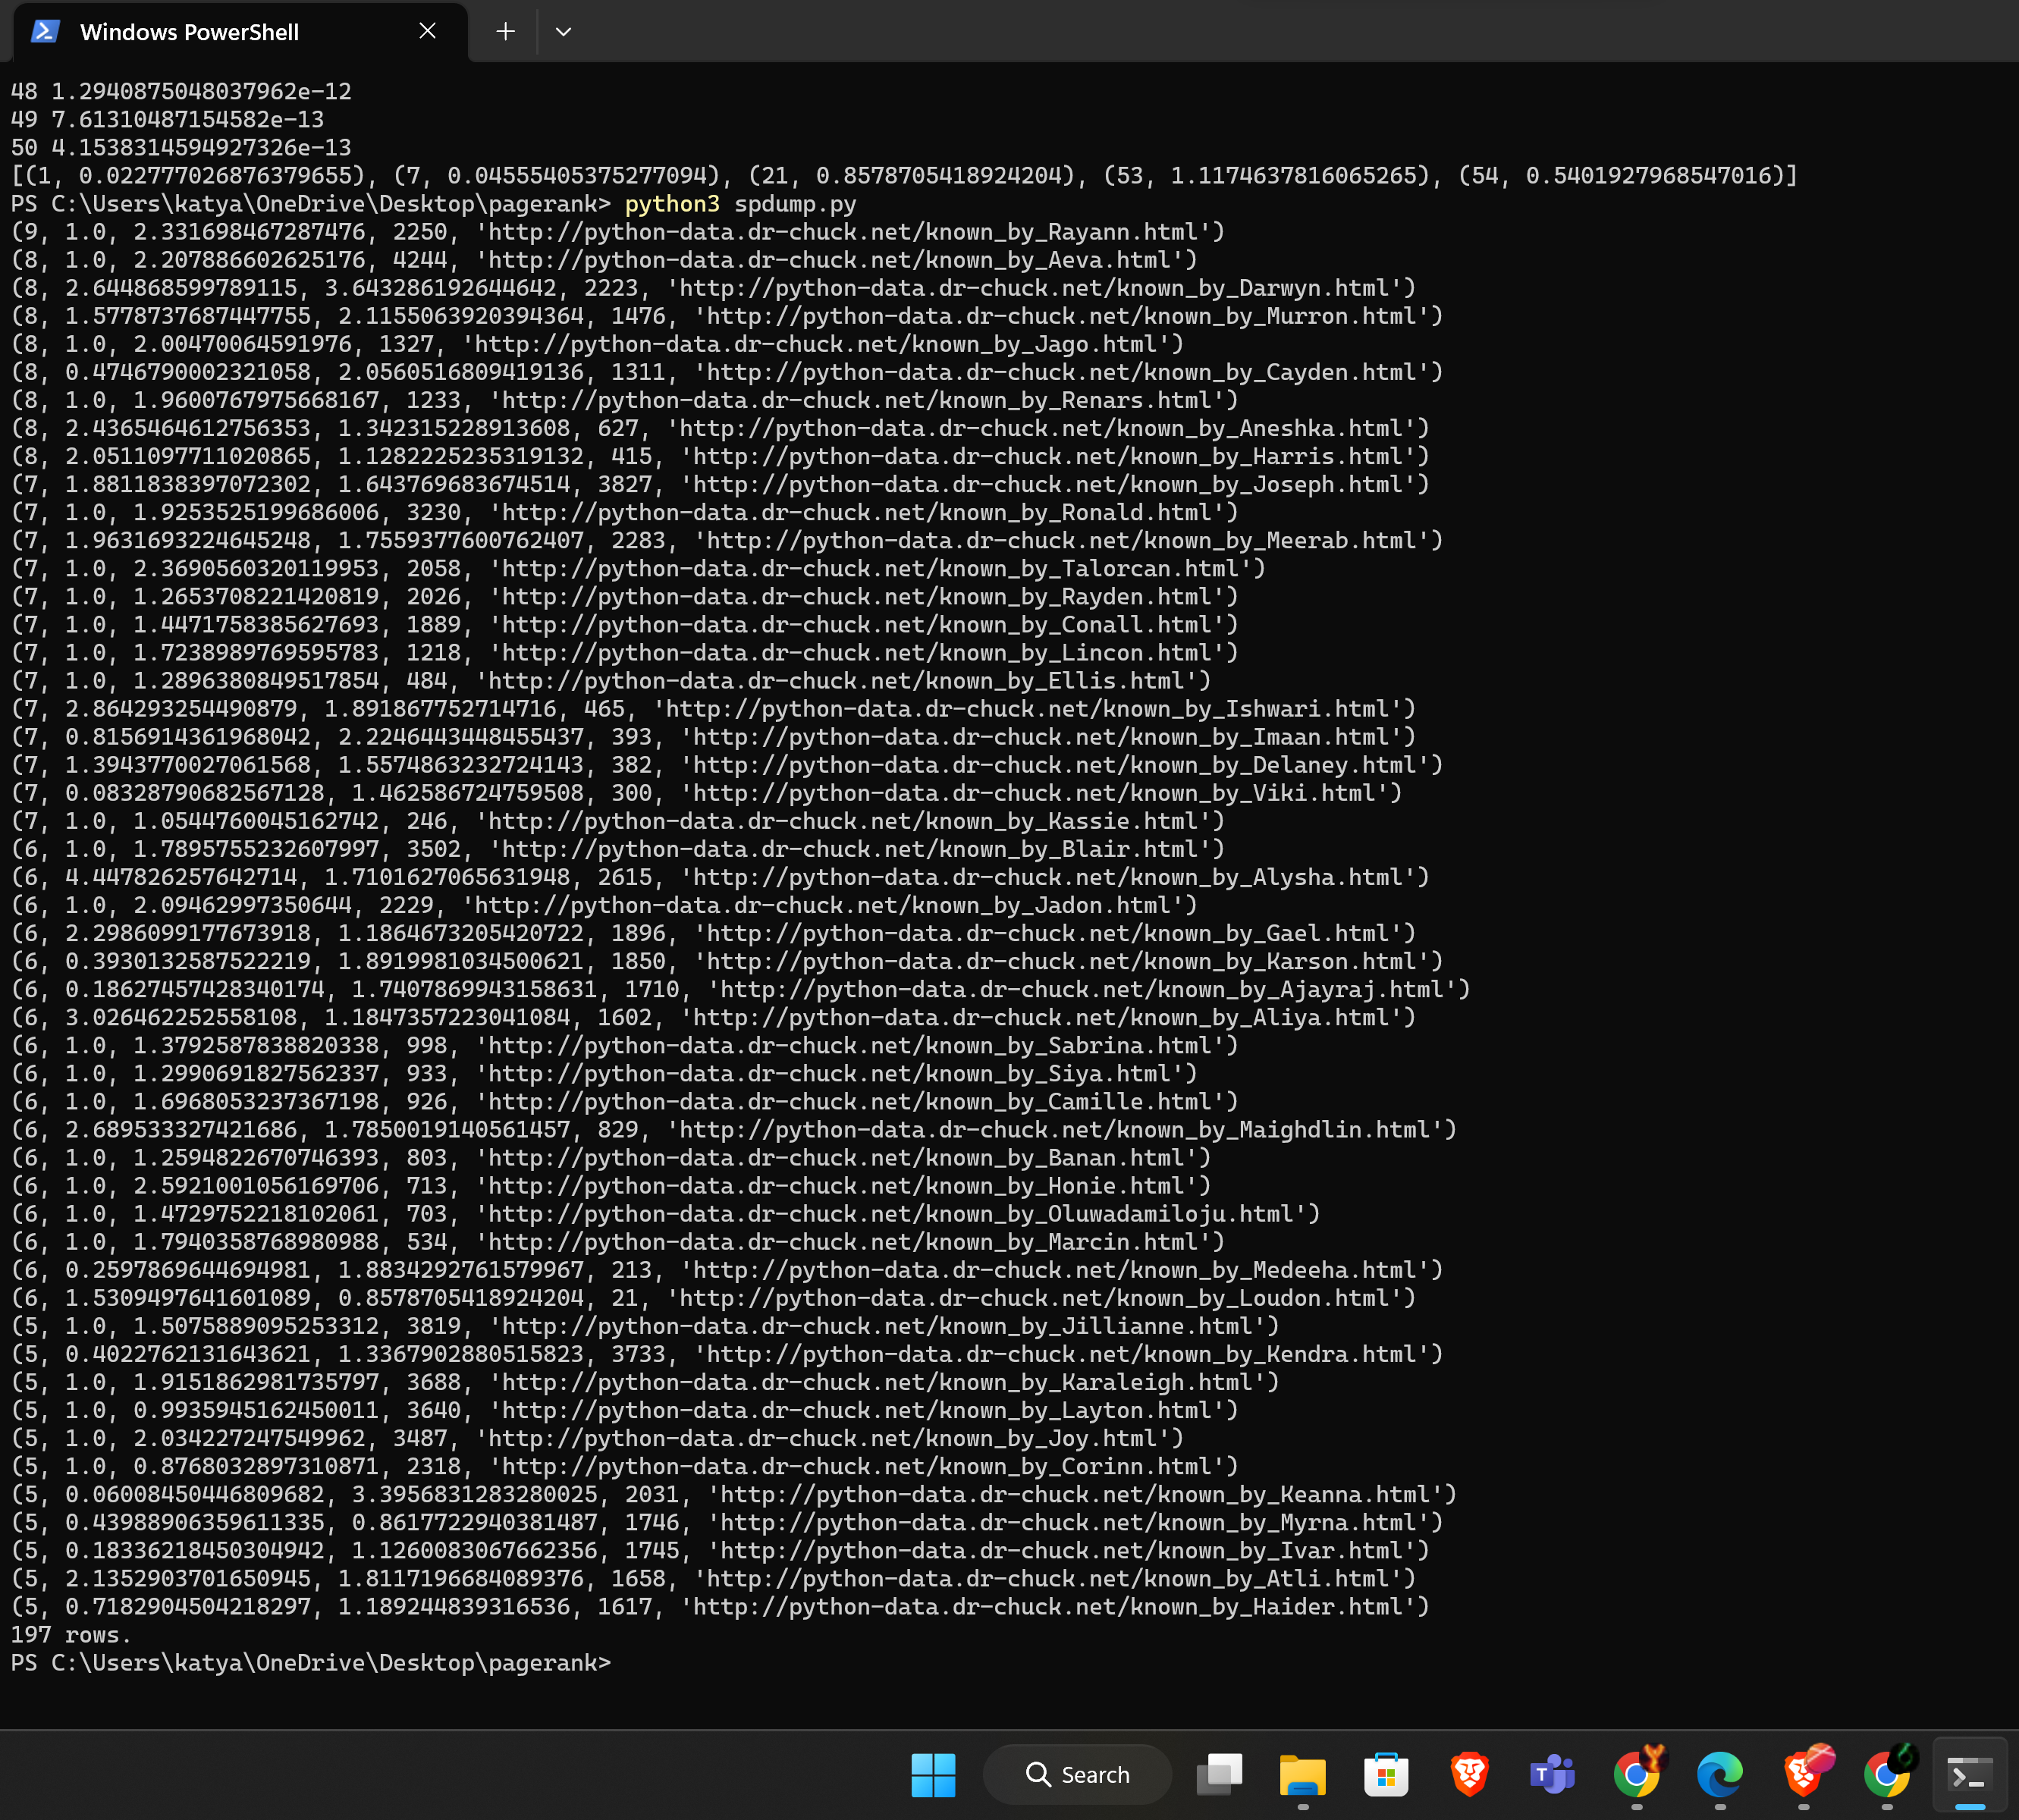 Windows PowerShell
48 1.2940875048037962e-12
49 7.61310487154582e-13
50 4.1538314594927326e-13
[(1, 0.022777026876379655), (7, 0.04555405375277094), (21, 0.8578705418924204), (53, 1.1174637816065265), (54, 0.5401927968547016)]
PS C:\Users\katya\OneDrive\Desktop\pagerank> python3 spdump.py
(9, 1.0, 2.331698467287476, 2250, 'http://python-data.dr-chuck.net/known_by_Rayann.html')
(8, 1.0, 2.207886602625176, 4244, 'http://python-data.dr-chuck.net/known_by_Aeva.html')
(8, 2.644868599789115, 3.643286192644642, 2223, 'http://python-data.dr-chuck.net/known_by_Darwyn.html')
(8, 1.5778737687447755, 2.1155063920394364, 1476, 'http://python-data.dr-chuck.net/known_by_Murron.html')
(8, 1.0, 2.00470064591976, 1327, 'http://python-data.dr-chuck.net/known_by_Jago.html')
(8, 0.4746790002321058, 2.0560516809419136, 1311, 'http://python-data.dr-chuck.net/known_by_Cayden.html')
(8, 1.0, 1.9600767975668167, 1233, 'http://python-data.dr-chuck.net/known_by_Renars.html')
(8, 2.4365464612756353, 1.342315228913608, 627, 'http://python-data.dr-chuck.net/known_by_Aneshka.html')
(8, 2.0511097711020865, 1.1282225235319132, 415, 'http://python-data.dr-chuck.net/known_by_Harris.html')
(7, 1.8811838397072302, 1.643769683674514, 3827, 'http://python-data.dr-chuck.net/known_by_Joseph.html')
(7, 1.0, 1.9253525199686006, 3230, 'http://python-data.dr-chuck.net/known_by_Ronald.html')
(7, 1.9631693224645248, 1.7559377600762407, 2283, 'http://python-data.dr-chuck.net/known_by_Meerab.html')
(7, 1.0, 2.3690560320119953, 2058, 'http://python-data.dr-chuck.net/known_by_Talorcan.html')
(7, 1.0, 1.2653708221420819, 2026, 'http://python-data.dr-chuck.net/known_by_Rayden.html')
(7, 1.0, 1.4471758385627693, 1889, 'http://python-data.dr-chuck.net/known_by_Conall.html')
(7, 1.0, 1.7238989769595783, 1218, 'http://python-data.dr-chuck.net/known_by_Lincon.html')
(7, 1.0, 1.2896380849517854, 484, 'http://python-data.dr-chuck.net/known_by_Ellis.html')
(7, 2.864293254490879, 1.8918677527147​16, 465, 'http://python-data.dr-chuck.net/known_by_Ishwari.html')
(7, 0.8156914361968042, 2.2246443448455437, 393, 'http://python-data.dr-chuck.net/known_by_Imaan.html')
(7, 1.39437700270​61568, 1.5574863232724143, 382, 'http://python-data.dr-chuck.net/known_by_Delaney.html')
(7, 0.08328790682567128, 1.462586724759508, 300, 'http://python-data.dr-chuck.net/known_by_Viki.html')
(7, 1.0, 1.0544760045162742, 246, 'http://python-data.dr-chuck.net/known_by_Kassie.html')
(6, 1.0, 1.7895755232607997, 3502, 'http://python-data.dr-chuck.net/known_by_Blair.html')
(6, 4.447826257642714, 1.7101627065631948, 2615, 'http://python-data.dr-chuck.net/known_by_Alysha.html')
(6, 1.0, 2.09462997350644, 2229, 'http://python-data.dr-chuck.net/known_by_Jadon.html')
(6, 2.2986099177673918, 1.1864673205420722, 1896, 'http://python-data.dr-chuck.net/known_by_Gael.html')
(6, 0.3930132587522219, 1.8919981034500621, 1850, 'http://python-data.dr-chuck.net/known_by_Karson.html')
(6, 0.18627457428340174, 1.7407869943158631, 1710, 'http://python-data.dr-chuck.net/known_by_Ajayraj.html')
(6, 3.026462252558108, 1.1847357223041084, 1602, 'http://python-data.dr-chuck.net/known_by_Aliya.html')
(6, 1.0, 1.3792587838820338, 998, 'http://python-data.dr-chuck.net/known_by_Sabrina.html')
(6, 1.0, 1.2990691827562337, 933, 'http://python-data.dr-chuck.net/known_by_Siya.html')
(6, 1.0, 1.6968053237367198, 926, 'http://python-data.dr-chuck.net/known_by_Camille.html')
(6, 2.689533327421686, 1.7850019140561457, 829, 'http://python-data.dr-chuck.net/known_by_Maighdlin.html')
(6, 1.0, 1.2594822670746393, 803, 'http://python-data.dr-chuck.net/known_by_Banan.html')
(6, 1.0, 2.5921001056169706, 713, 'http://python-data.dr-chuck.net/known_by_Honie.html')
(6, 1.0, 1.4729752218102061, 703, 'http://python-data.dr-chuck.net/known_by_Oluwadamiloju.html')
(6, 1.0, 1.7940358768980988, 534, 'http://python-data.dr-chuck.net/known_by_Marcin.html')
(6, 0.2597869644694981, 1.8834292761579967, 213, 'http://python-data.dr-chuck.net/known_by_Medeeha.html')
(6, 1.5309497641601089, 0.8578705418924204, 21, 'http://python-data.dr-chuck.net/known_by_Loudon.html')
(5, 1.0, 1.5075889095253312, 3819, 'http://python-data.dr-chuck.net/known_by_Jillianne.html')
(5, 0.4022762131643621, 1.3367902880515823, 3733, 'http://python-data.dr-chuck.net/known_by_Kendra.html')
(5, 1.0, 1.9151862981735797, 3688, 'http://python-data.dr-chuck.net/known_by_Karaleigh.html')
(5, 1.0, 0.9935945162450011, 3640, 'http://python-data.dr-chuck.net/known_by_Layton.html')
(5, 1.0, 2.034227247549962, 3487, 'http://python-data.dr-chuck.net/known_by_Joy.html')
(5, 1.0, 0.8768032897310871, 2318, 'http://python-data.dr-chuck.net/known_by_Corinn.html')
(5, 0.06008450446809682, 3.3956831283280025, 2031, 'http://python-data.dr-chuck.net/known_by_Keanna.html')
(5, 0.43988906359611335, 0.8617722940381487, 1746, 'http://python-data.dr-chuck.net/known_by_Myrna.html')
(5, 0.18336218450304942, 1.1260083067662356, 1745, 'http://python-data.dr-chuck.net/known_by_Ivar.html')
(5, 2.1352903701650945, 1.8117196684089376, 1658, 'http://python-data.dr-chuck.net/known_by_Atli.html')
(5, 0.7182904504218297, 1.189244839316536, 1617, 'http://python-data.dr-chuck.net/known_by_Haider.html')
197 rows.
PS C:\Users\katya\OneDrive\Desktop\pagerank>
Search